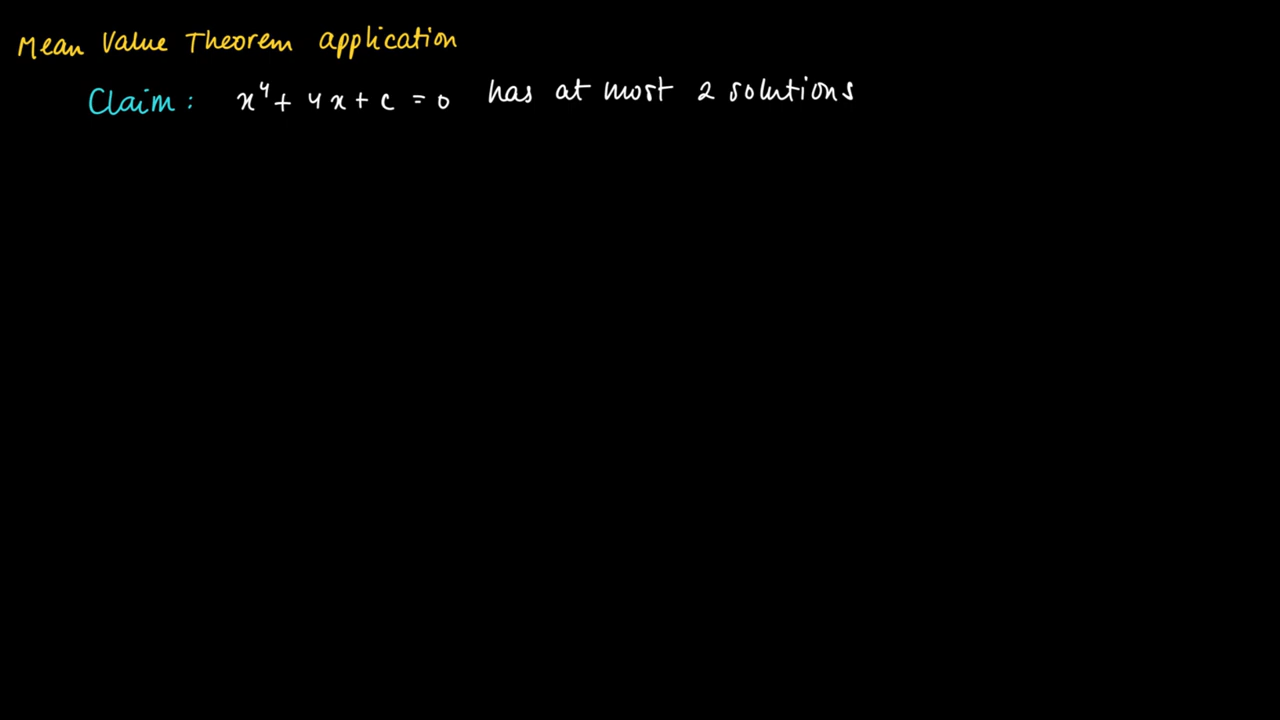 Mean Value Theorem application
Claim: x⁴ + 4x + c = 0 has at most 2 solutions